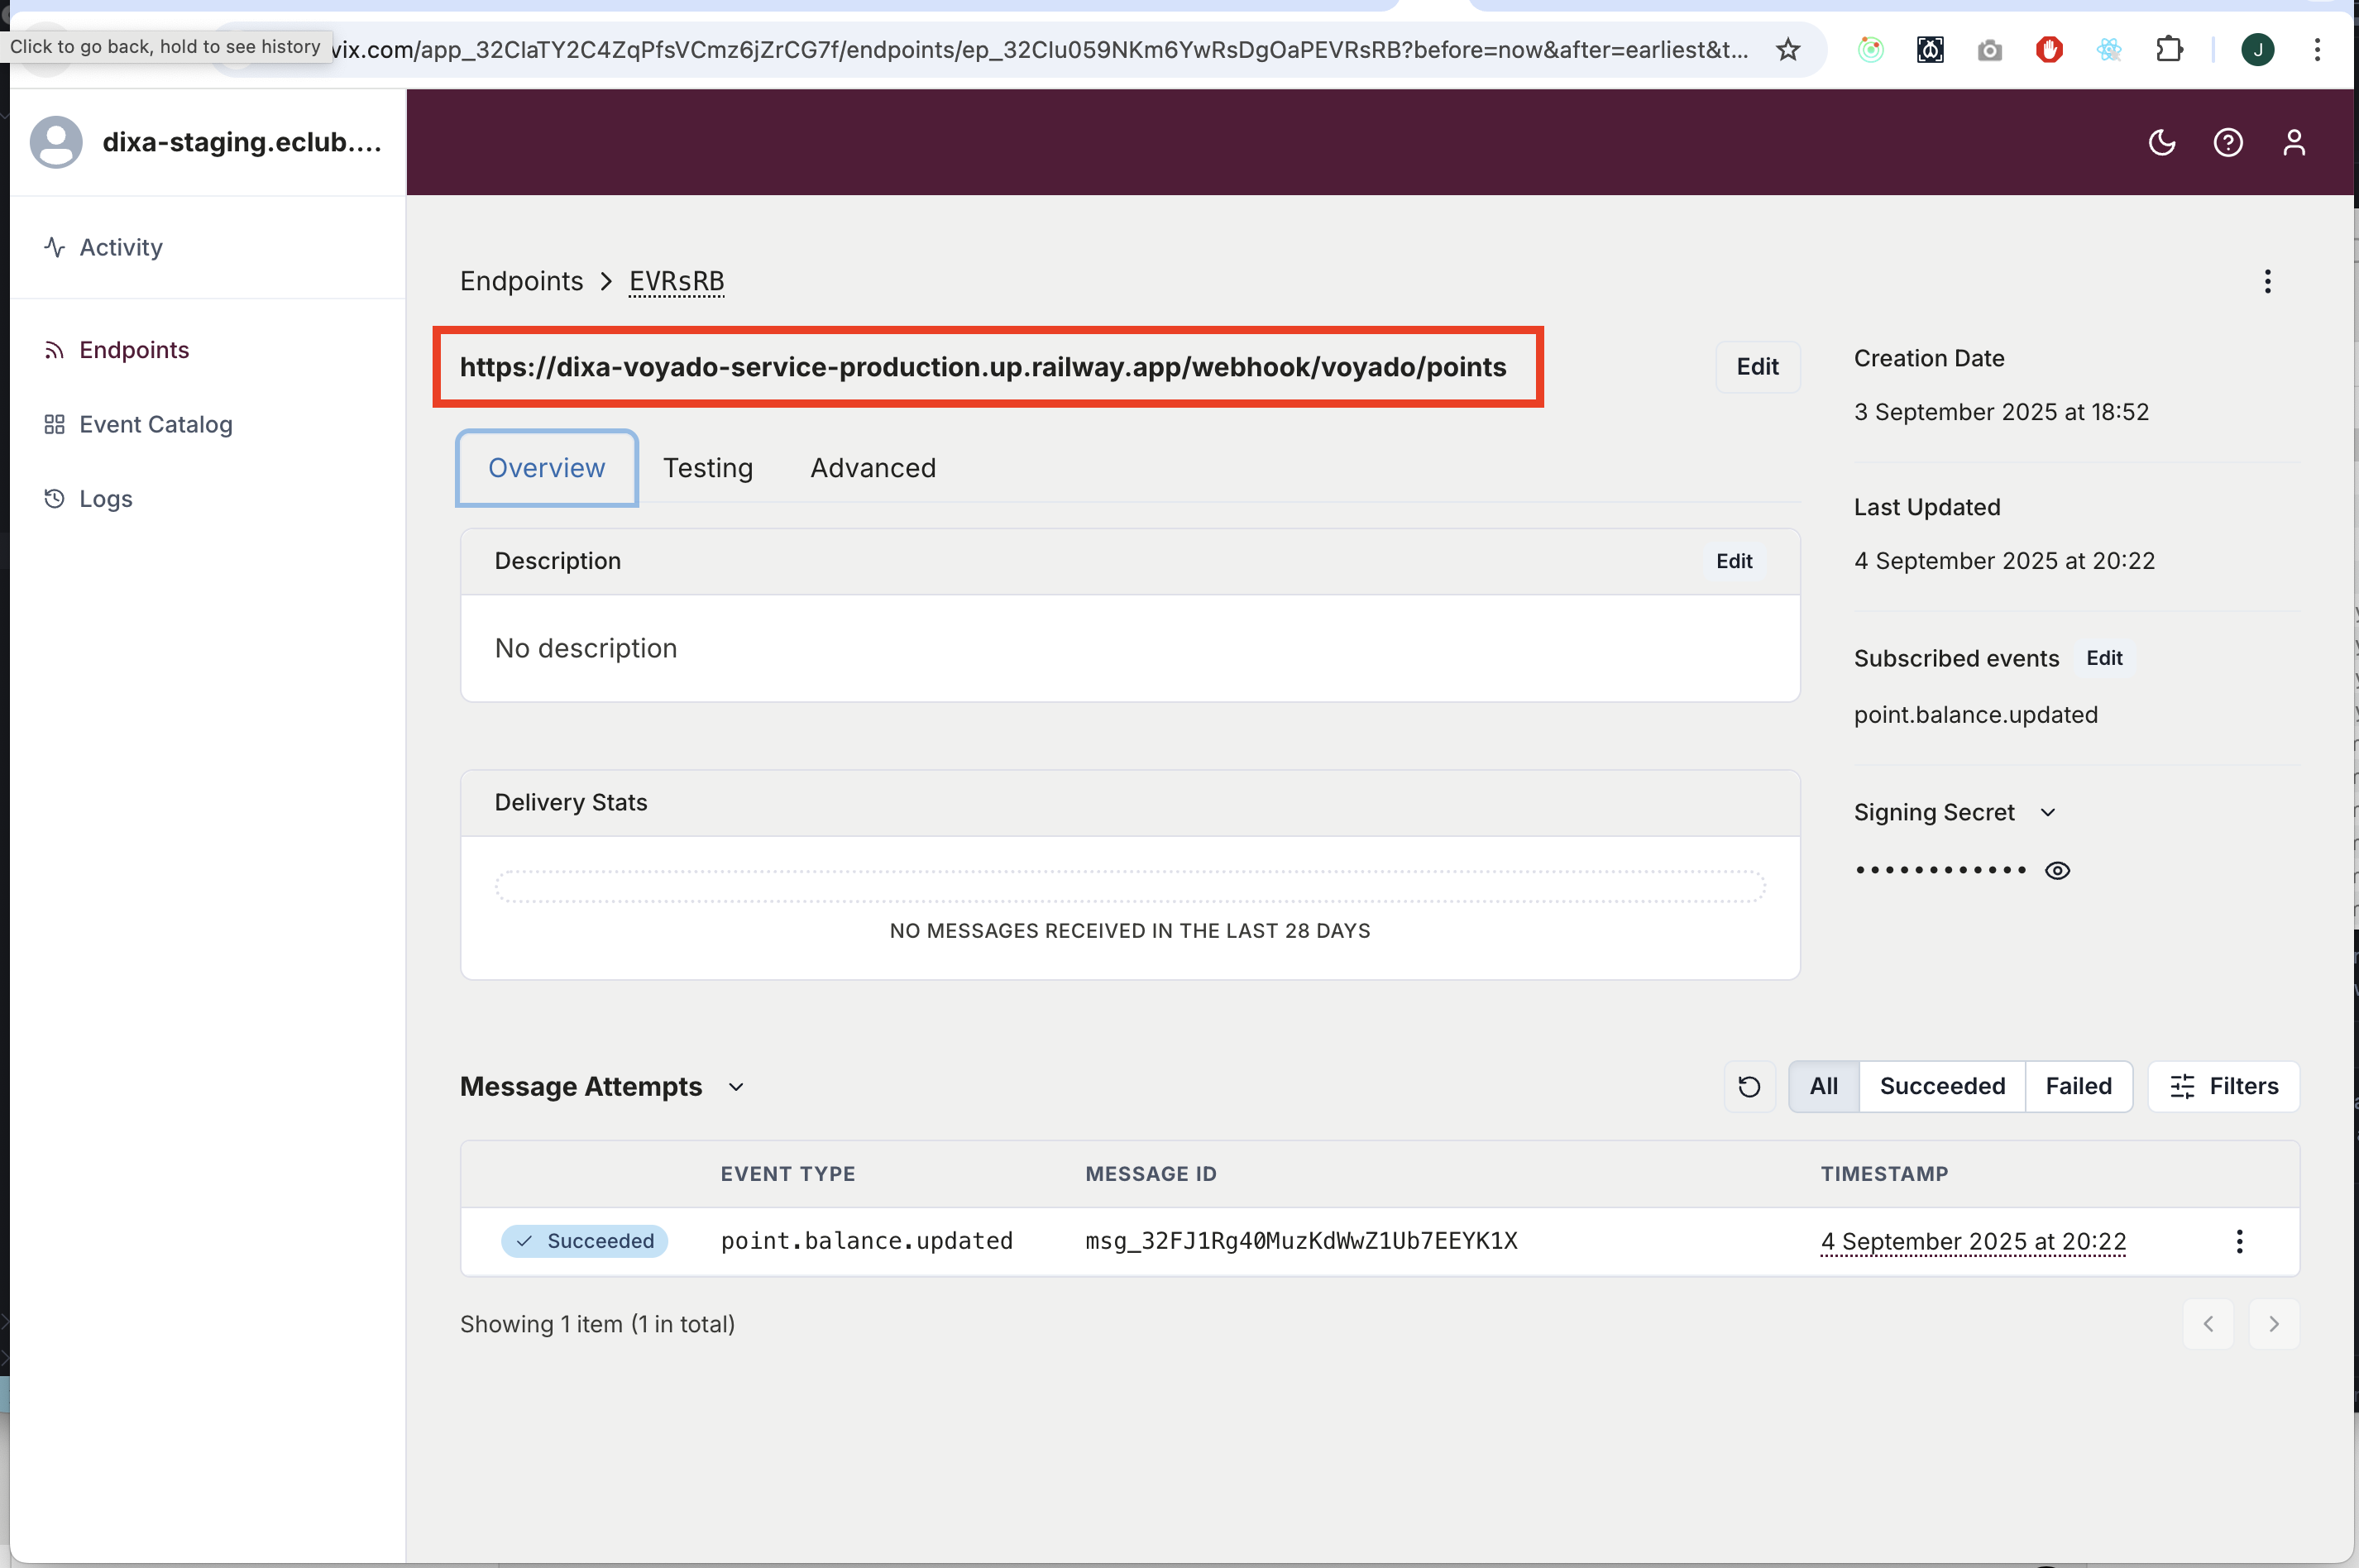 Click to go back, hold to see history
vix.com/app_32CIaTY2C4ZqPfsVCmz6jZrCG7f/endpoints/ep_32CIu059NKm6YwRsDgOaPEVRsRB?before=now&after=earliest&t...
J
dixa-staging.eclub....
Activity
Endpoints
Event Catalog
Logs
Endpoints > EVRsRB
https://dixa-voyado-service-production.up.railway.app/webhook/voyado/points
Edit
Overview
Testing
Advanced
Description
Edit
No description
Delivery Stats
NO MESSAGES RECEIVED IN THE LAST 28 DAYS
Creation Date
3 September 2025 at 18:52
Last Updated
4 September 2025 at 20:22
Subscribed events
Edit
point.balance.updated
Signing Secret
••••••••••••
Message Attempts
All
Succeeded
Failed
Filters
EVENT TYPE
MESSAGE ID
TIMESTAMP
Succeeded
point.balance.updated
msg_32FJ1Rg40MuzKdWwZ1Ub7EEYK1X
4 September 2025 at 20:22
Showing 1 item (1 in total)